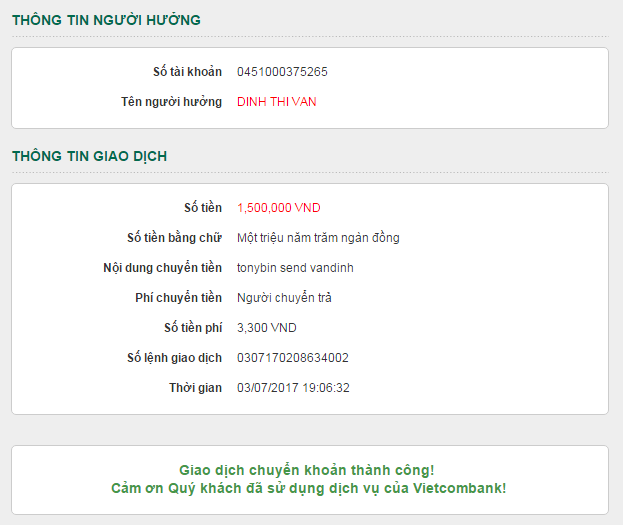 THÔNG TIN NGƯỜI HƯỞNG
Số tài khoản 0451000375265
Tên người hưởng DINH THI VAN
THÔNG TIN GIAO DỊCH
Số tiền 1,500,000 VND
Số tiền bằng chữ Một triệu năm trăm ngàn đồng
Nội dung chuyển tiền tonybin send vandinh
Phí chuyển tiền Người chuyển trả
Số tiền phí 3,300 VND
Số lệnh giao dịch 0307170208634002
Thời gian 03/07/2017 19:06:32
Giao dịch chuyển khoản thành công!
Cảm ơn Quý khách đã sử dụng dịch vụ của Vietcombank!